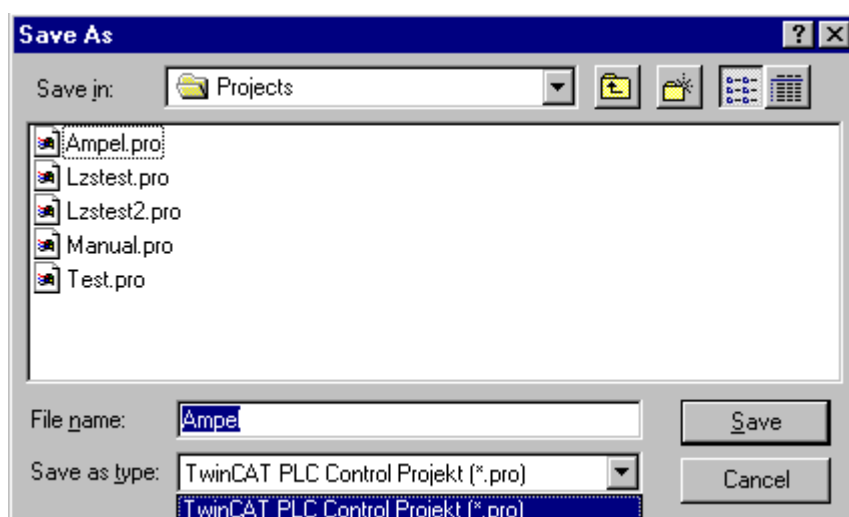 Save As
Save in: Projects
Ampel.pro
Lzstest.pro
Lzstest2.pro
Manual.pro
Test.pro
File name: Ampel Save
Save as type: TwinCAT PLC Control Projekt (*.pro) Cancel
TwinCAT PLC Control Projekt (*.pro)